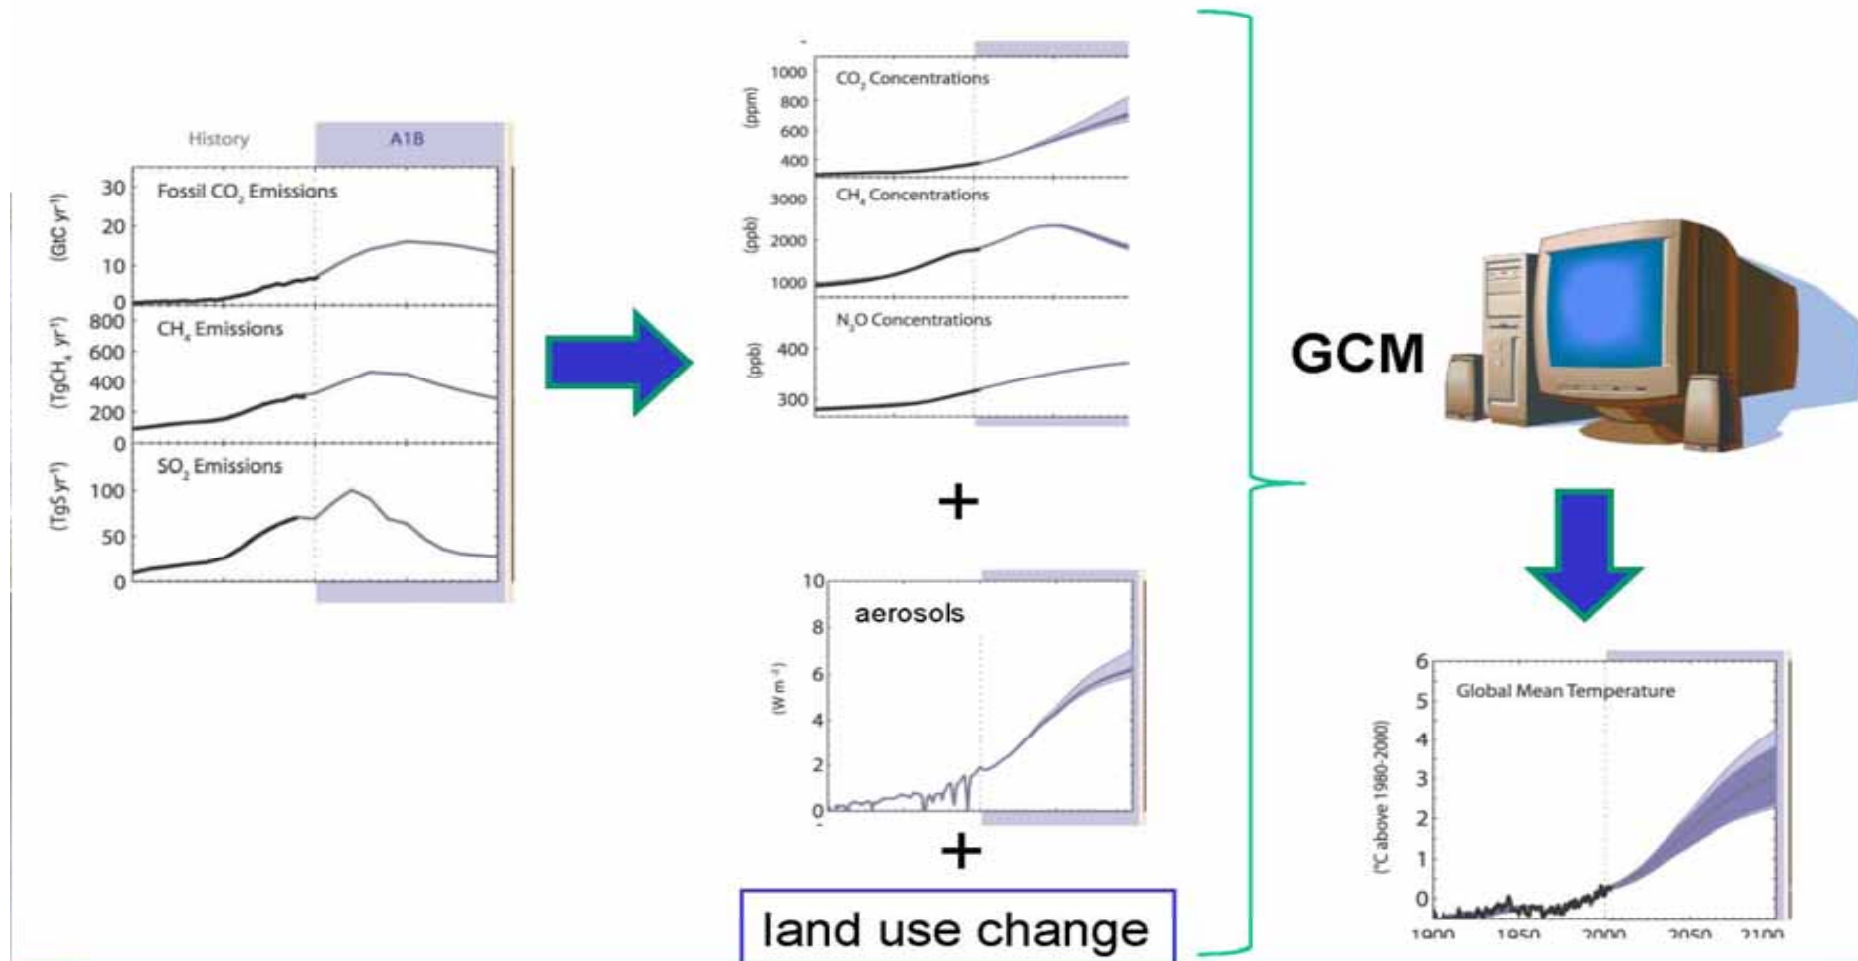 History A1B
Fossil CO₂ Emissions
(GtC yr⁻¹)
30
20
10
0
CH₄ Emissions
(TgCH₄ yr⁻¹)
800
600
400
200
0
SO₂ Emissions
(TgS yr⁻¹)
100
50
0
CO₂ Concentrations
(ppm)
1000
800
600
400
CH₄ Concentrations
(ppb)
3000
2000
1000
N₂O Concentrations
(ppb)
400
300
+
aerosols
(W m⁻²)
10
8
6
4
2
0
+
land use change
GCM
Global Mean Temperature
(°C above 1980-2000)
6
5
4
3
2
1
0
1900 1950 2000 2050 2100